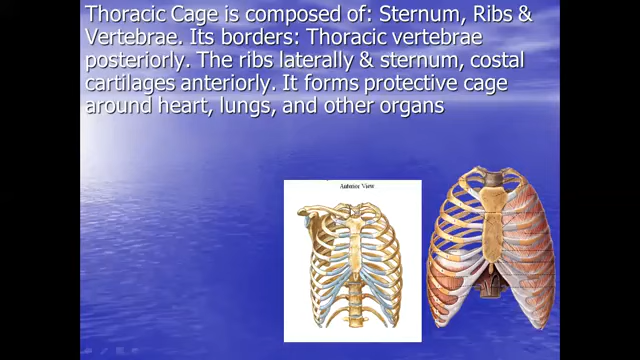 Thoracic Cage is composed of: Sternum, Ribs &
Vertebrae. Its borders: Thoracic vertebrae
posteriorly. The ribs laterally & sternum, costal
cartilages anteriorly. It forms protective cage
around heart, lungs, and other organs
Anterior View